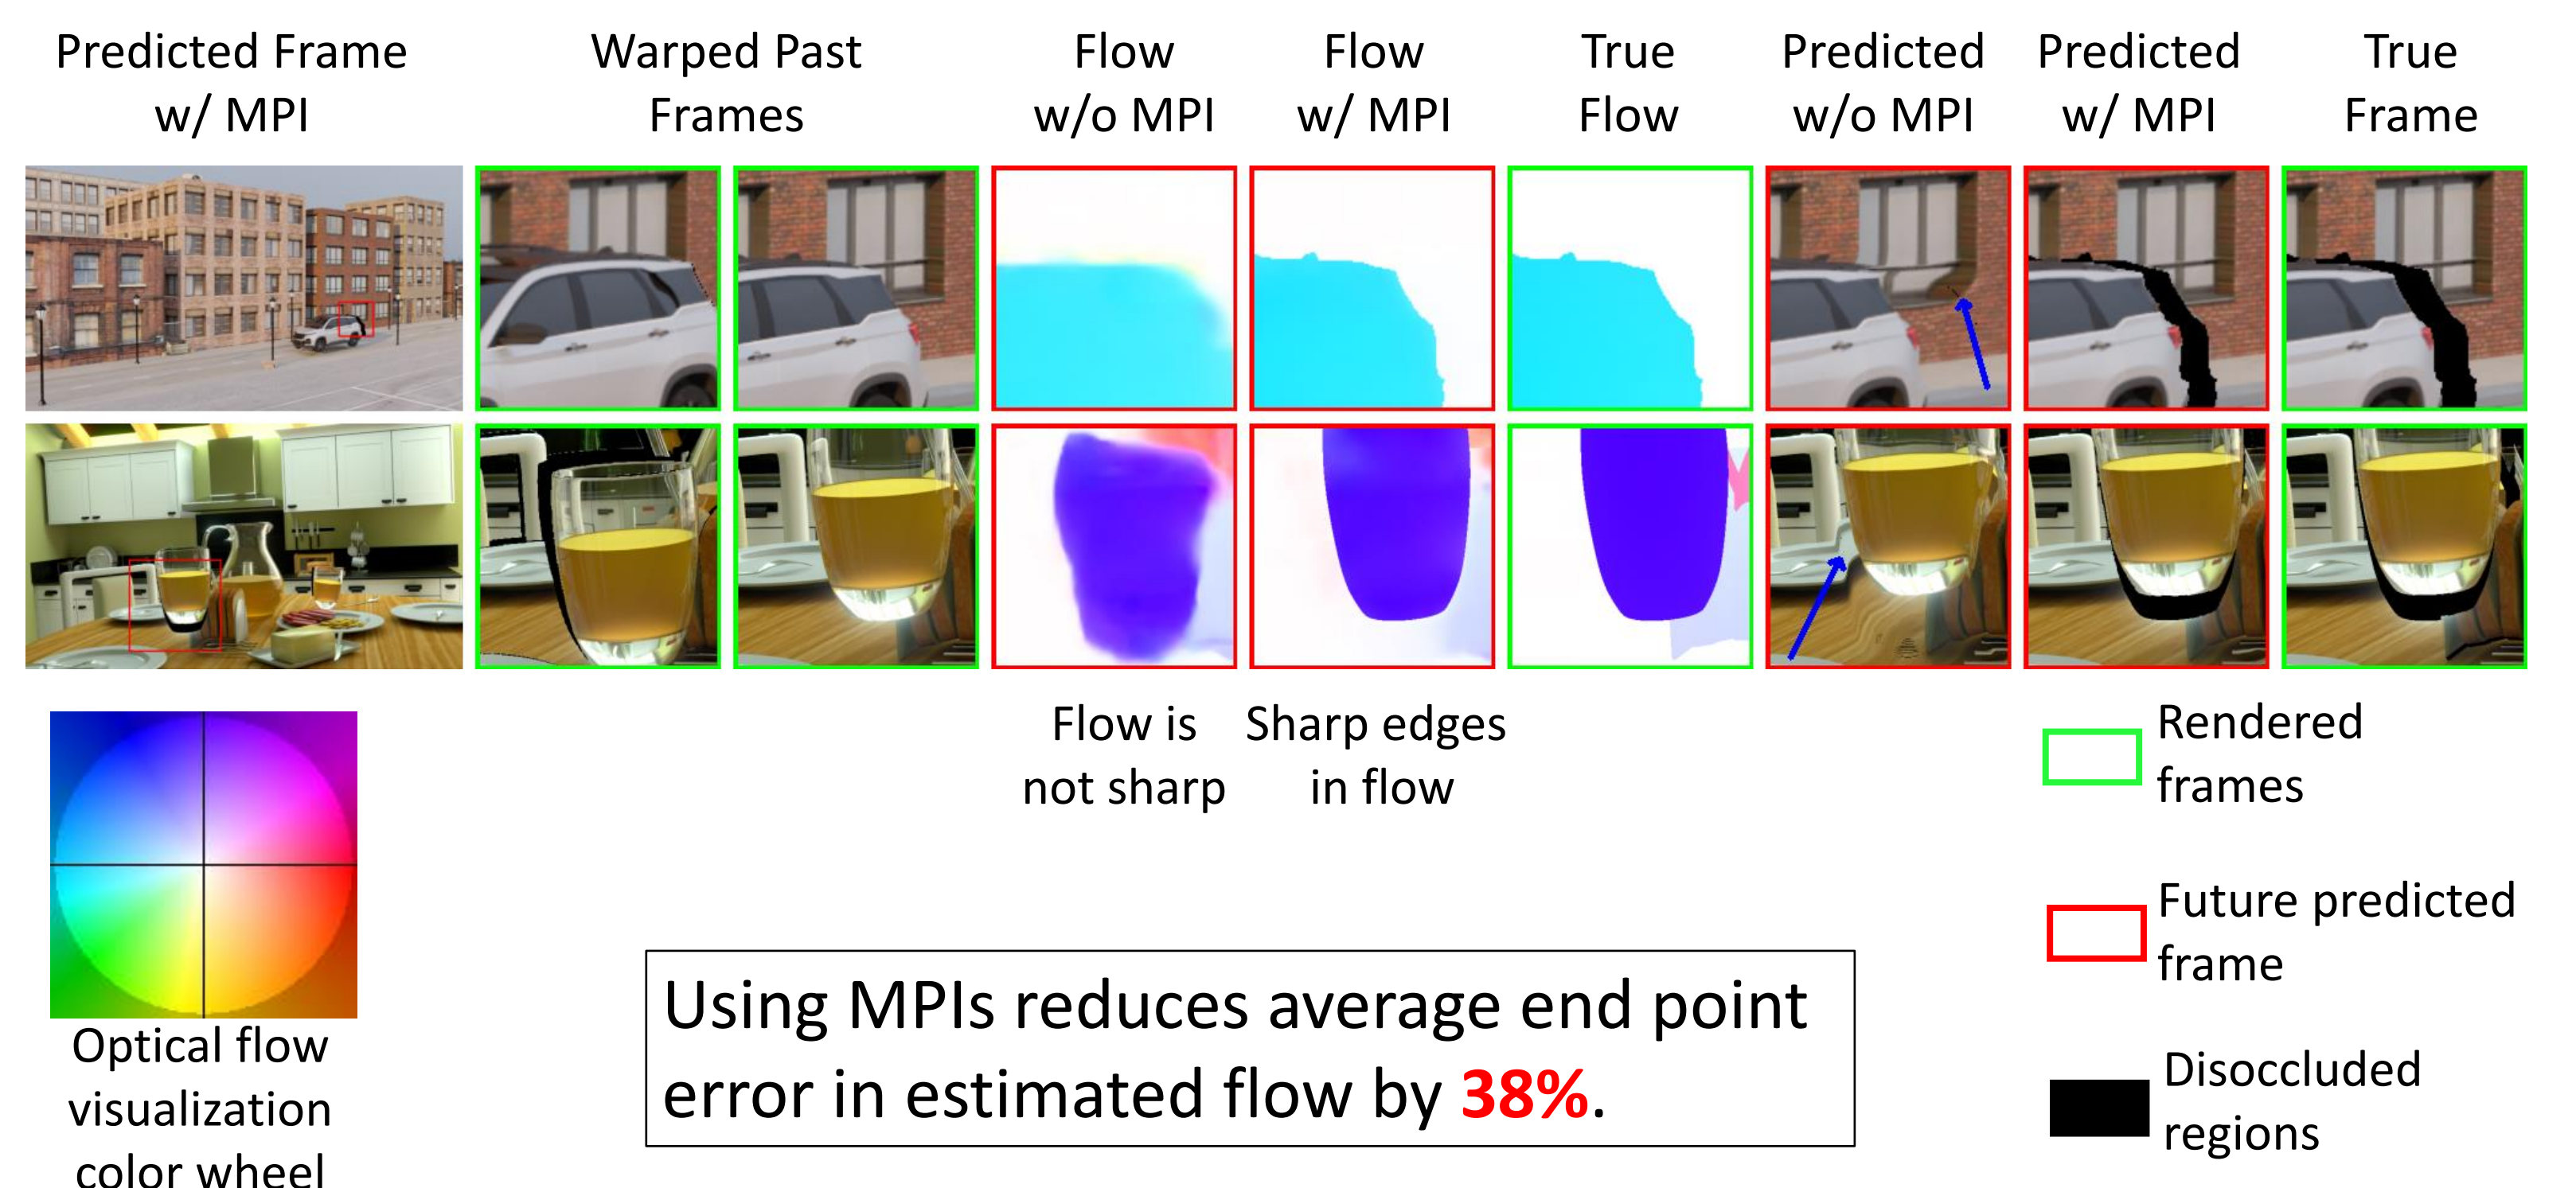 Predicted Frame
w/ MPI
Warped Past
Frames
Flow
w/o MPI
Flow
w/ MPI
True
Flow
Predicted
w/o MPI
Predicted
w/ MPI
True
Frame
Flow is
not sharp
Sharp edges
in flow
Rendered
frames
Future predicted
frame
Disoccluded
regions
Optical flow
visualization
color wheel
Using MPIs reduces average end point
error in estimated flow by 38%.